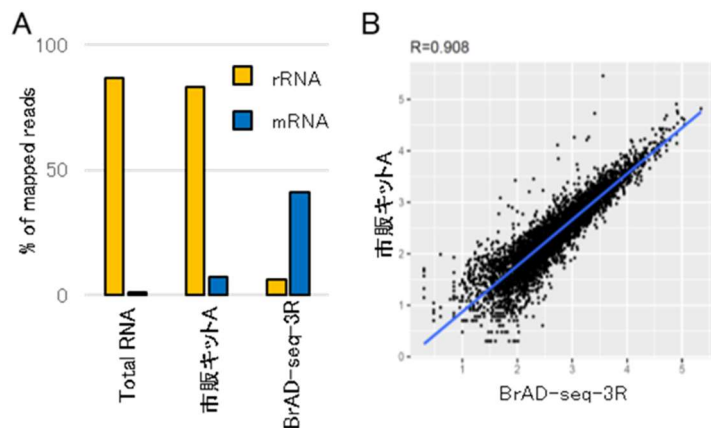 A
% of mapped reads
100
50
0
rRNA
mRNA
Total RNA
市販キットA
BrAD-seq-3R
B
R=0.908
市販キットA
5
4
3
2
1
0
1
2
3
4
5
BrAD-seq-3R